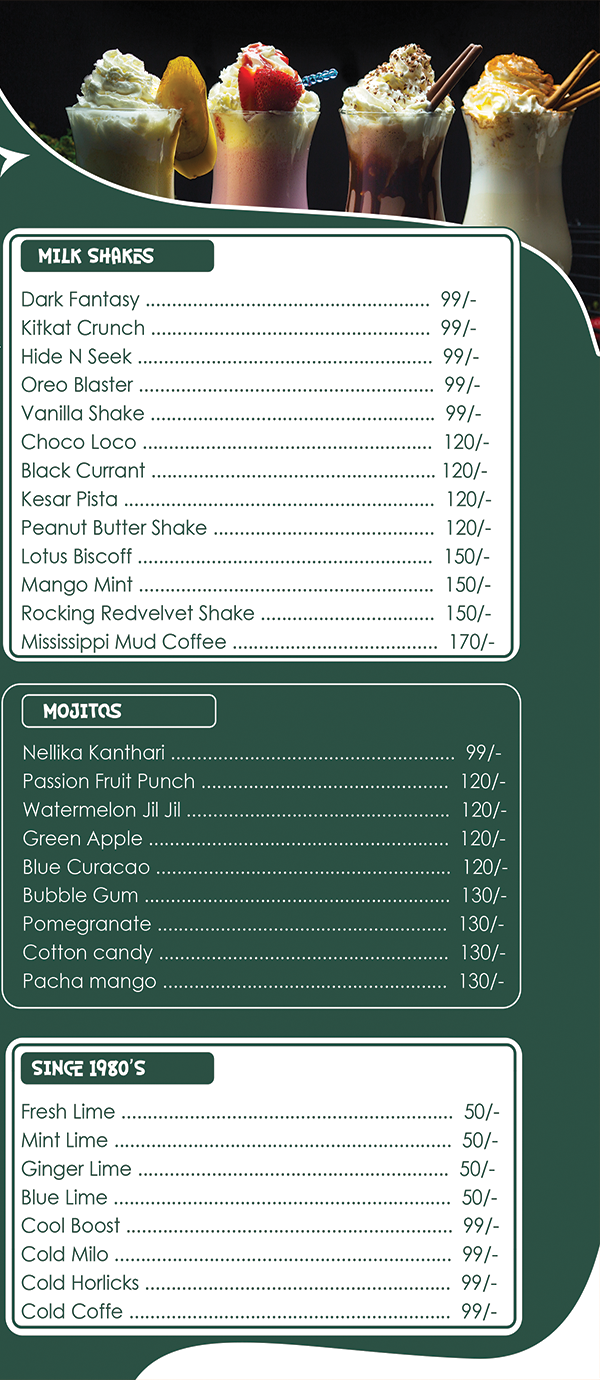 MILK SHAKES
Dark Fantasy ...................................................... 99/-
Kitkat Crunch ..................................................... 99/-
Hide N Seek ........................................................ 99/-
Oreo Blaster ........................................................ 99/-
Vanilla Shake ...................................................... 99/-
Choco Loco ....................................................... 120/-
Black Currant ...................................................... 120/-
Kesar Pista ........................................................... 120/-
Peanut Butter Shake .......................................... 120/-
Lotus Biscoff ........................................................ 150/-
Mango Mint ........................................................ 150/-
Rocking Redvelvet Shake ................................. 150/-
Mississippi Mud Coffee ....................................... 170/-
MOJITOS
Nellika Kanthari ...................................................... 99/-
Passion Fruit Punch ............................................... 120/-
Watermelon Jil Jil .................................................. 120/-
Green Apple ......................................................... 120/-
Blue Curacao ........................................................ 120/-
Bubble Gum .......................................................... 130/-
Pomegranate ....................................................... 130/-
Cotton candy ....................................................... 130/-
Pacha mango ...................................................... 130/-
SINCE 1980'S
Fresh Lime ............................................................... 50/-
Mint Lime ................................................................ 50/-
Ginger Lime ........................................................... 50/-
Blue Lime ................................................................ 50/-
Cool Boost .............................................................. 99/-
Cold Milo ................................................................ 99/-
Cold Horlicks .......................................................... 99/-
Cold Coffe ............................................................. 99/-